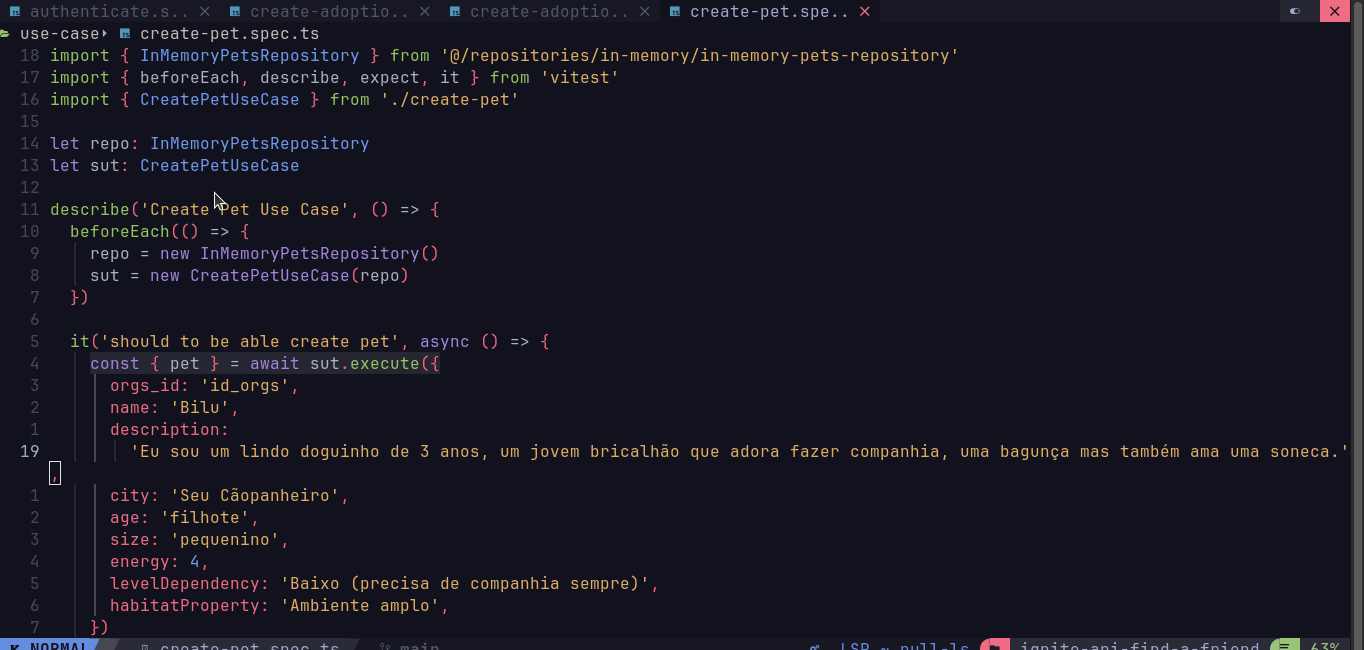 authenticate.s.. create-adoptio.. create-adoptio.. create-pet.spe..
use-case create-pet.spec.ts
18 import { InMemoryPetsRepository } from '@/repositories/in-memory/in-memory-pets-repository'
17 import { beforeEach, describe, expect, it } from 'vitest'
16 import { CreatePetUseCase } from './create-pet'
15
14 let repo: InMemoryPetsRepository
13 let sut: CreatePetUseCase
12
11 describe('Create Pet Use Case', () => {
10 beforeEach(() => {
9 repo = new InMemoryPetsRepository()
8 sut = new CreatePetUseCase(repo)
7 })
6
5 it('should to be able create pet', async () => {
4 const { pet } = await sut.execute({
3 orgs_id: 'id_orgs',
2 name: 'Bilu',
1 description:
19 'Eu sou um lindo doguinho de 3 anos, um jovem bricalhão que adora fazer companhia, uma bagunça mas também ama uma soneca.'
,
1 city: 'Seu Cãopanheiro',
2 age: 'filhote',
3 size: 'pequenino',
4 energy: 4,
5 levelDependency: 'Baixo (precisa de companhia sempre)',
6 habitatProperty: 'Ambiente amplo',
7 })
NORMAL create-pet.spec.ts main LSP ~ null-ls ignite-api-find-a-friend 63%